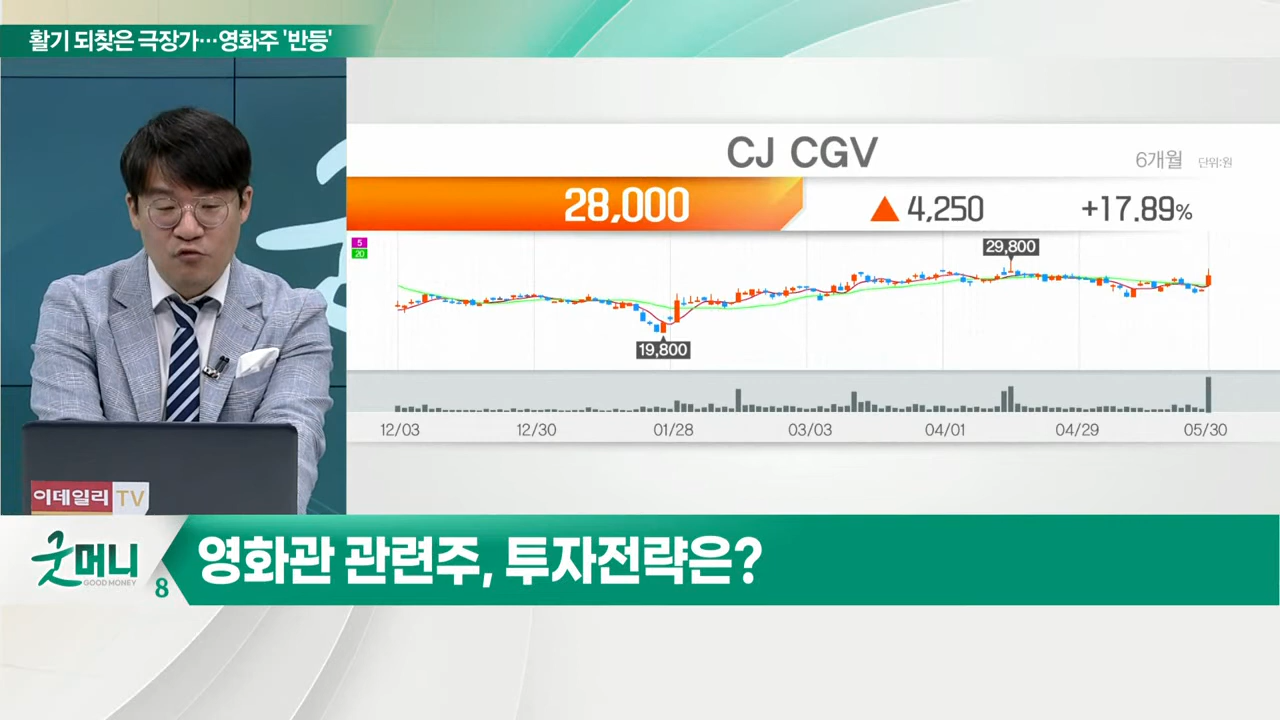 활기 되찾은 극장가…영화주 '반등'
CJ CGV
6개월 단위:원
28,000 ▲ 4,250 +17.89%
5
20
29,800
19,800
12/03 12/30 01/28 03/03 04/01 04/29 05/30
이데일리 TV
굿머니
GOOD MONEY
8
영화관 관련주, 투자전략은?